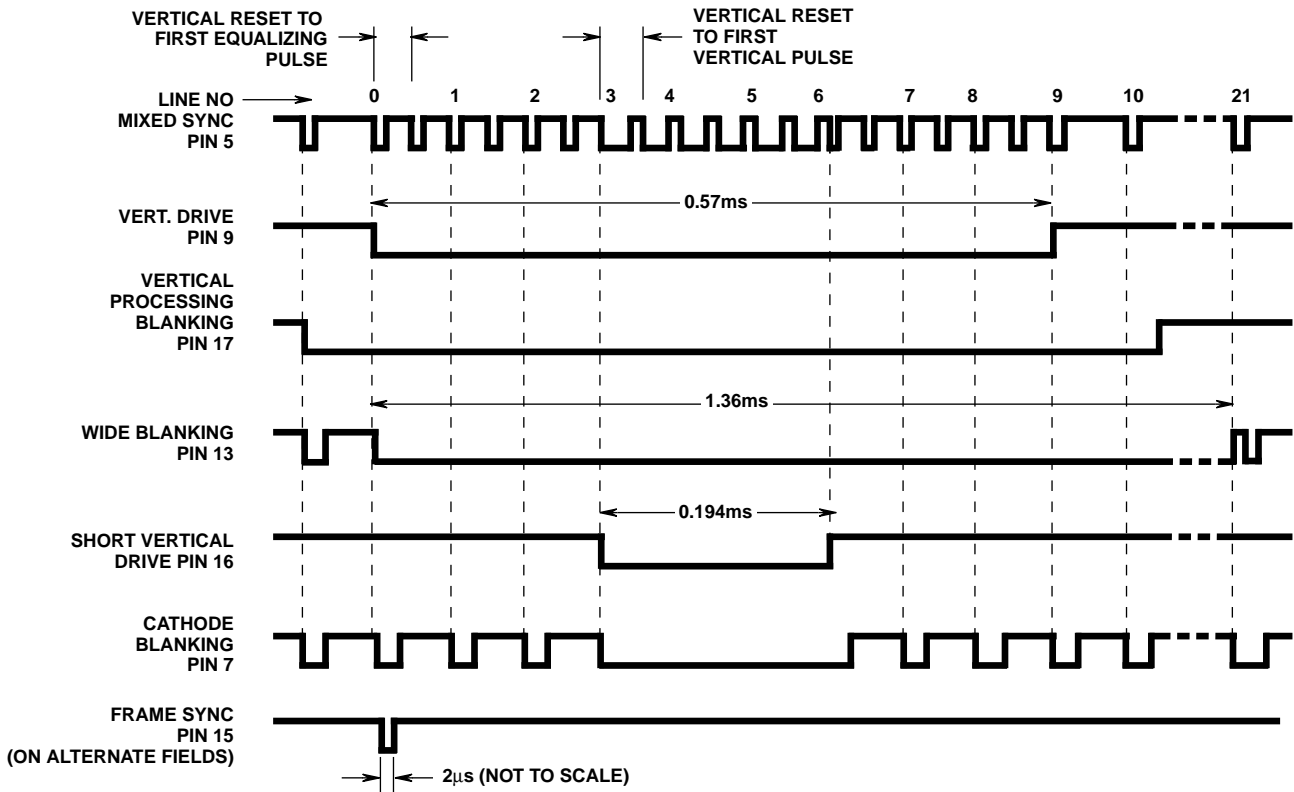 VERTICAL RESET TO
FIRST EQUALIZING
PULSE
VERTICAL RESET
TO FIRST
VERTICAL PULSE
LINE NO
0 1 2 3 4 5 6 7 8 9 10 21
MIXED SYNC
PIN 5
0.57ms
VERT. DRIVE
PIN 9
VERTICAL
PROCESSING
BLANKING
PIN 17
1.36ms
WIDE BLANKING
PIN 13
0.194ms
SHORT VERTICAL
DRIVE PIN 16
CATHODE
BLANKING
PIN 7
FRAME SYNC
PIN 15
(ON ALTERNATE FIELDS)
2μs (NOT TO SCALE)